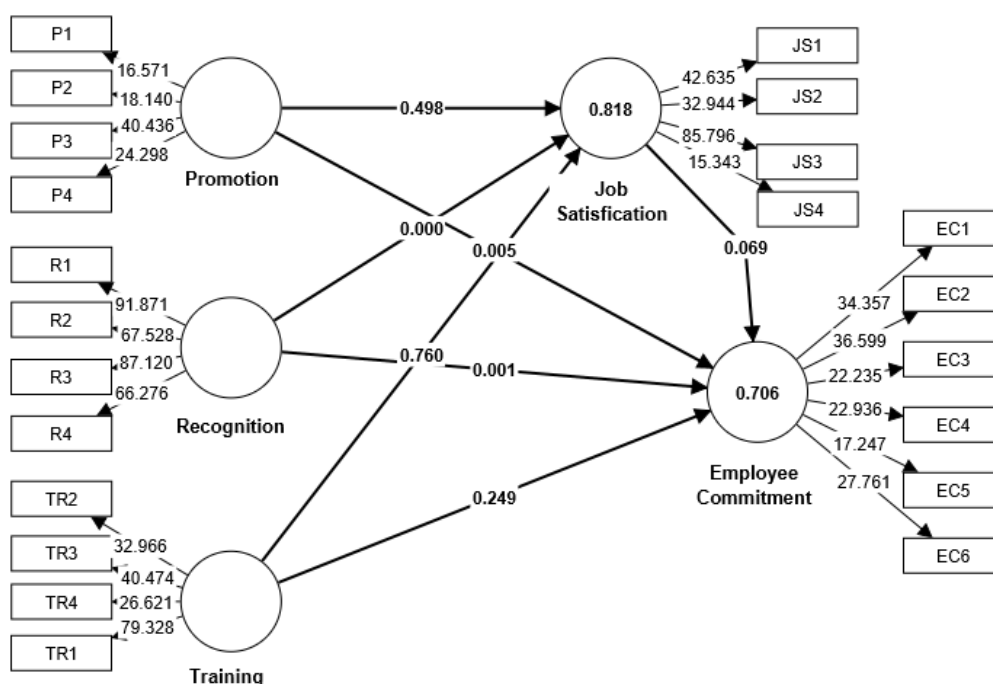 P1
P2
P3
P4
16.571
18.140
40.436
24.298
Promotion
R1
R2
R3
R4
91.871
67.528
87.120
66.276
Recognition
TR2
TR3
TR4
TR1
32.966
40.474
26.621
79.328
Training
0.498
0.000
0.005
0.760
0.001
0.249
0.069
0.818
Job
Satisfication
42.635
32.944
85.796
15.343
JS1
JS2
JS3
JS4
0.706
Employee
Commitment
34.357
36.599
22.235
22.936
17.247
27.761
EC1
EC2
EC3
EC4
EC5
EC6